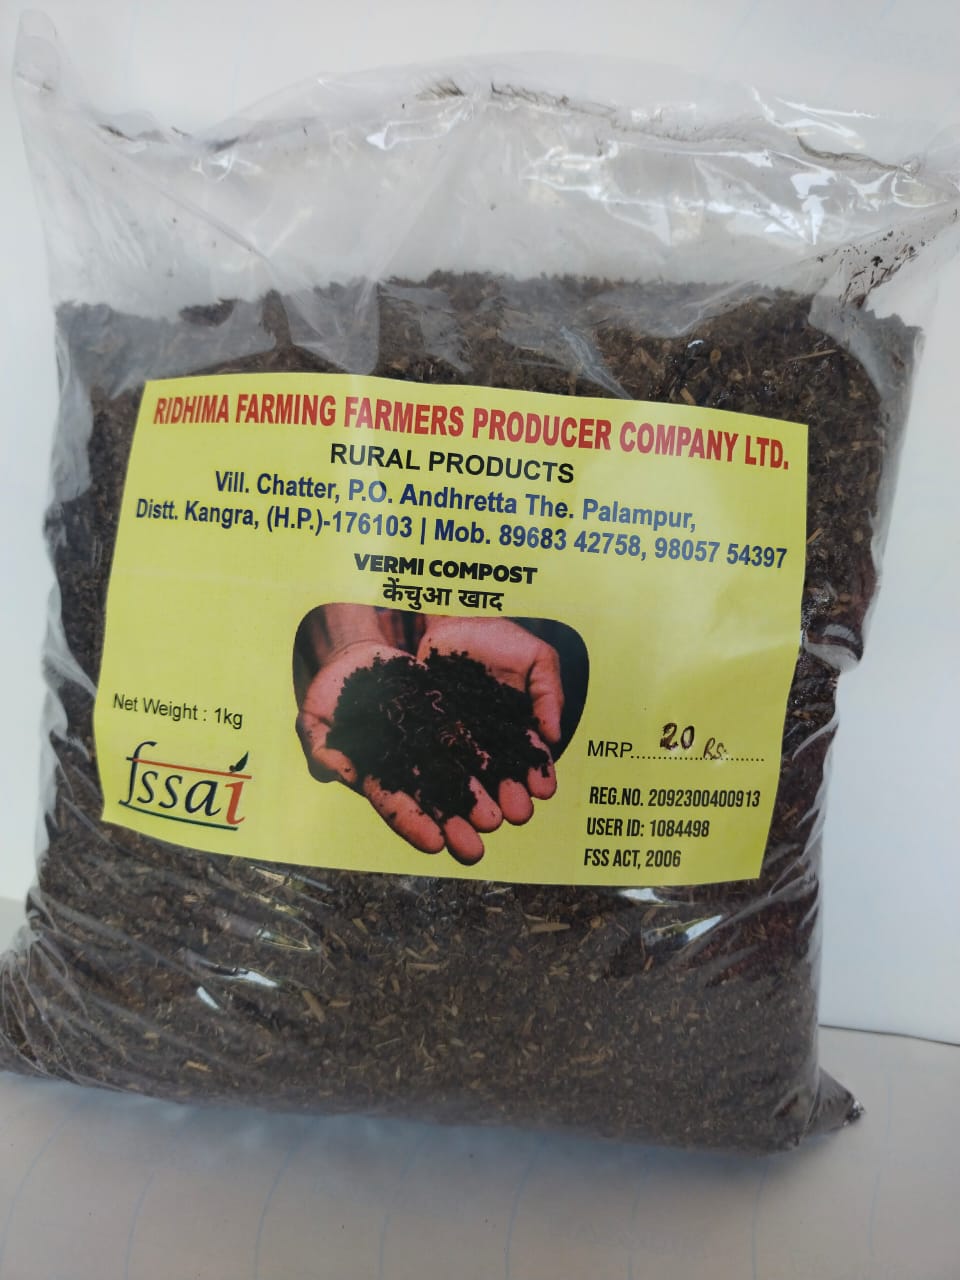 RIDHIMA FARMING FARMERS PRODUCER COMPANY LTD.
RURAL PRODUCTS
Vill. Chatter, P.O. Andhretta The. Palampur,
Distt. Kangra, (H.P.)-176103 | Mob. 89683 42758, 98057 54397
VERMI COMPOST
केंचुआ खाद
Net Weight : 1kg
fssai
MRP.....20 RS.........
REG.NO. 2092300400913
USER ID: 1084498
FSS ACT, 2006